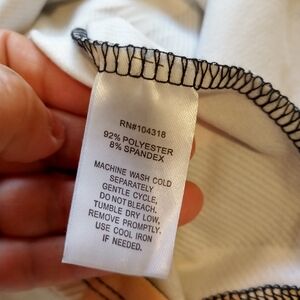 RN#104318
92% POLYESTER
8% SPANDEX
MACHINE WASH COLD
SEPARATELY
GENTLE CYCLE,
DO NOT BLEACH.
TUMBLE DRY LOW,
REMOVE PROMPTLY.
USE COOL IRON
IF NEEDED.